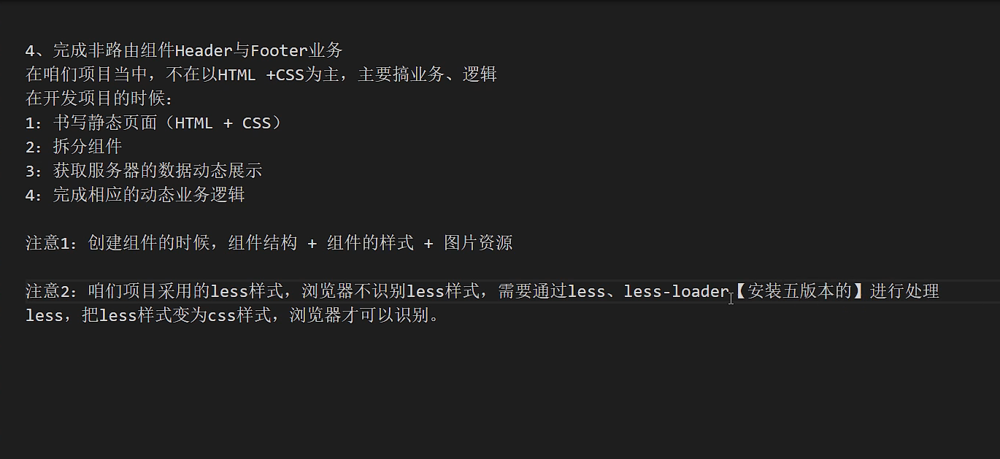 4、完成非路由组件Header与Footer业务
在咱们项目当中，不在以HTML +CSS为主，主要搞业务、逻辑
在开发项目的时候：
1：书写静态页面（HTML + CSS）
2：拆分组件
3：获取服务器的数据动态展示
4：完成相应的动态业务逻辑
注意1：创建组件的时候，组件结构 + 组件的样式 + 图片资源
注意2：咱们项目采用的less样式，浏览器不识别less样式，需要通过less、less-loader【安装五版本的】进行处理
less，把less样式变为css样式，浏览器才可以识别。